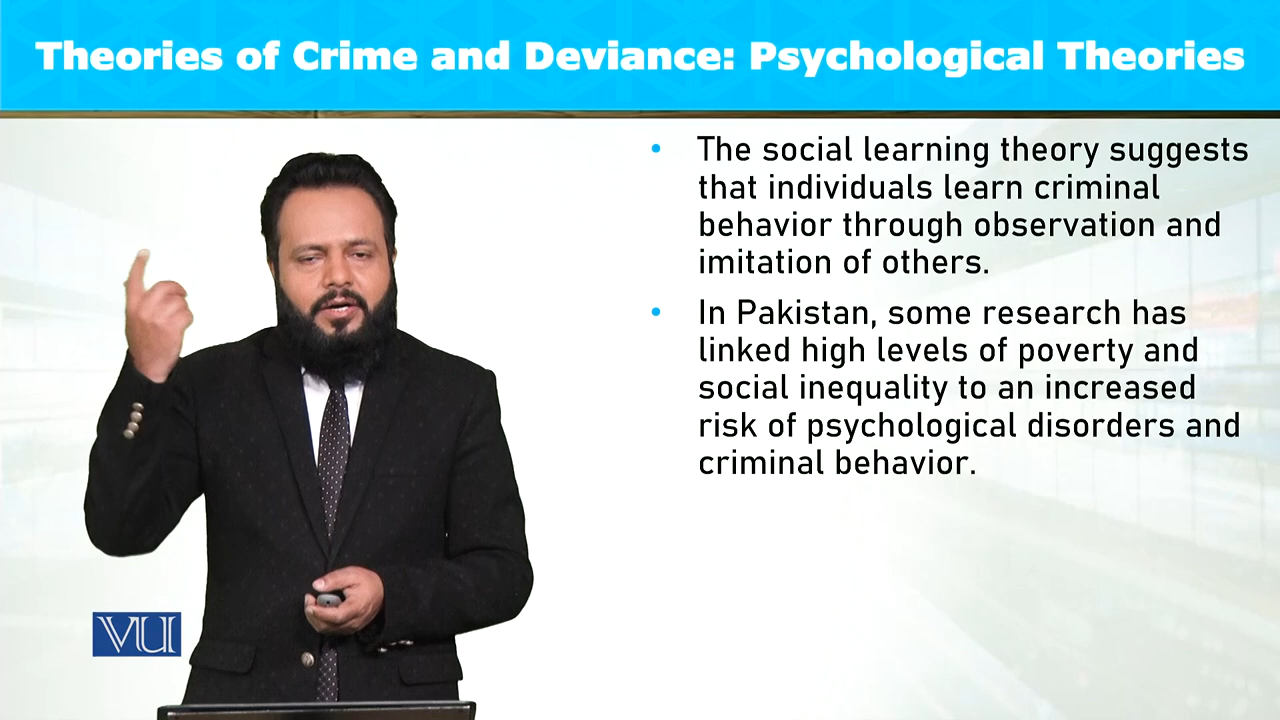 Theories of Crime and Deviance: Psychological Theories
• The social learning theory suggests
that individuals learn criminal
behavior through observation and
imitation of others.
• In Pakistan, some research has
linked high levels of poverty and
social inequality to an increased
risk of psychological disorders and
criminal behavior.
VU